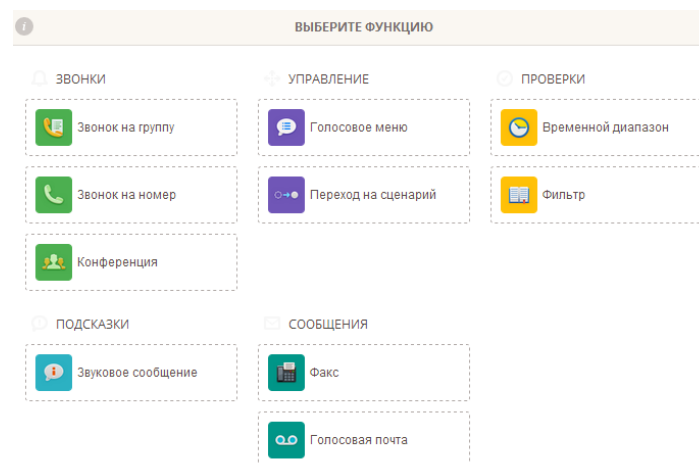 ВЫБЕРИТЕ ФУНКЦИЮ
ЗВОНКИ
Звонок на группу
Звонок на номер
Конференция
УПРАВЛЕНИЕ
Голосовое меню
Переход на сценарий
ПРОВЕРКИ
Временной диапазон
Фильтр
ПОДСКАЗКИ
Звуковое сообщение
СООБЩЕНИЯ
Факс
Голосовая почта